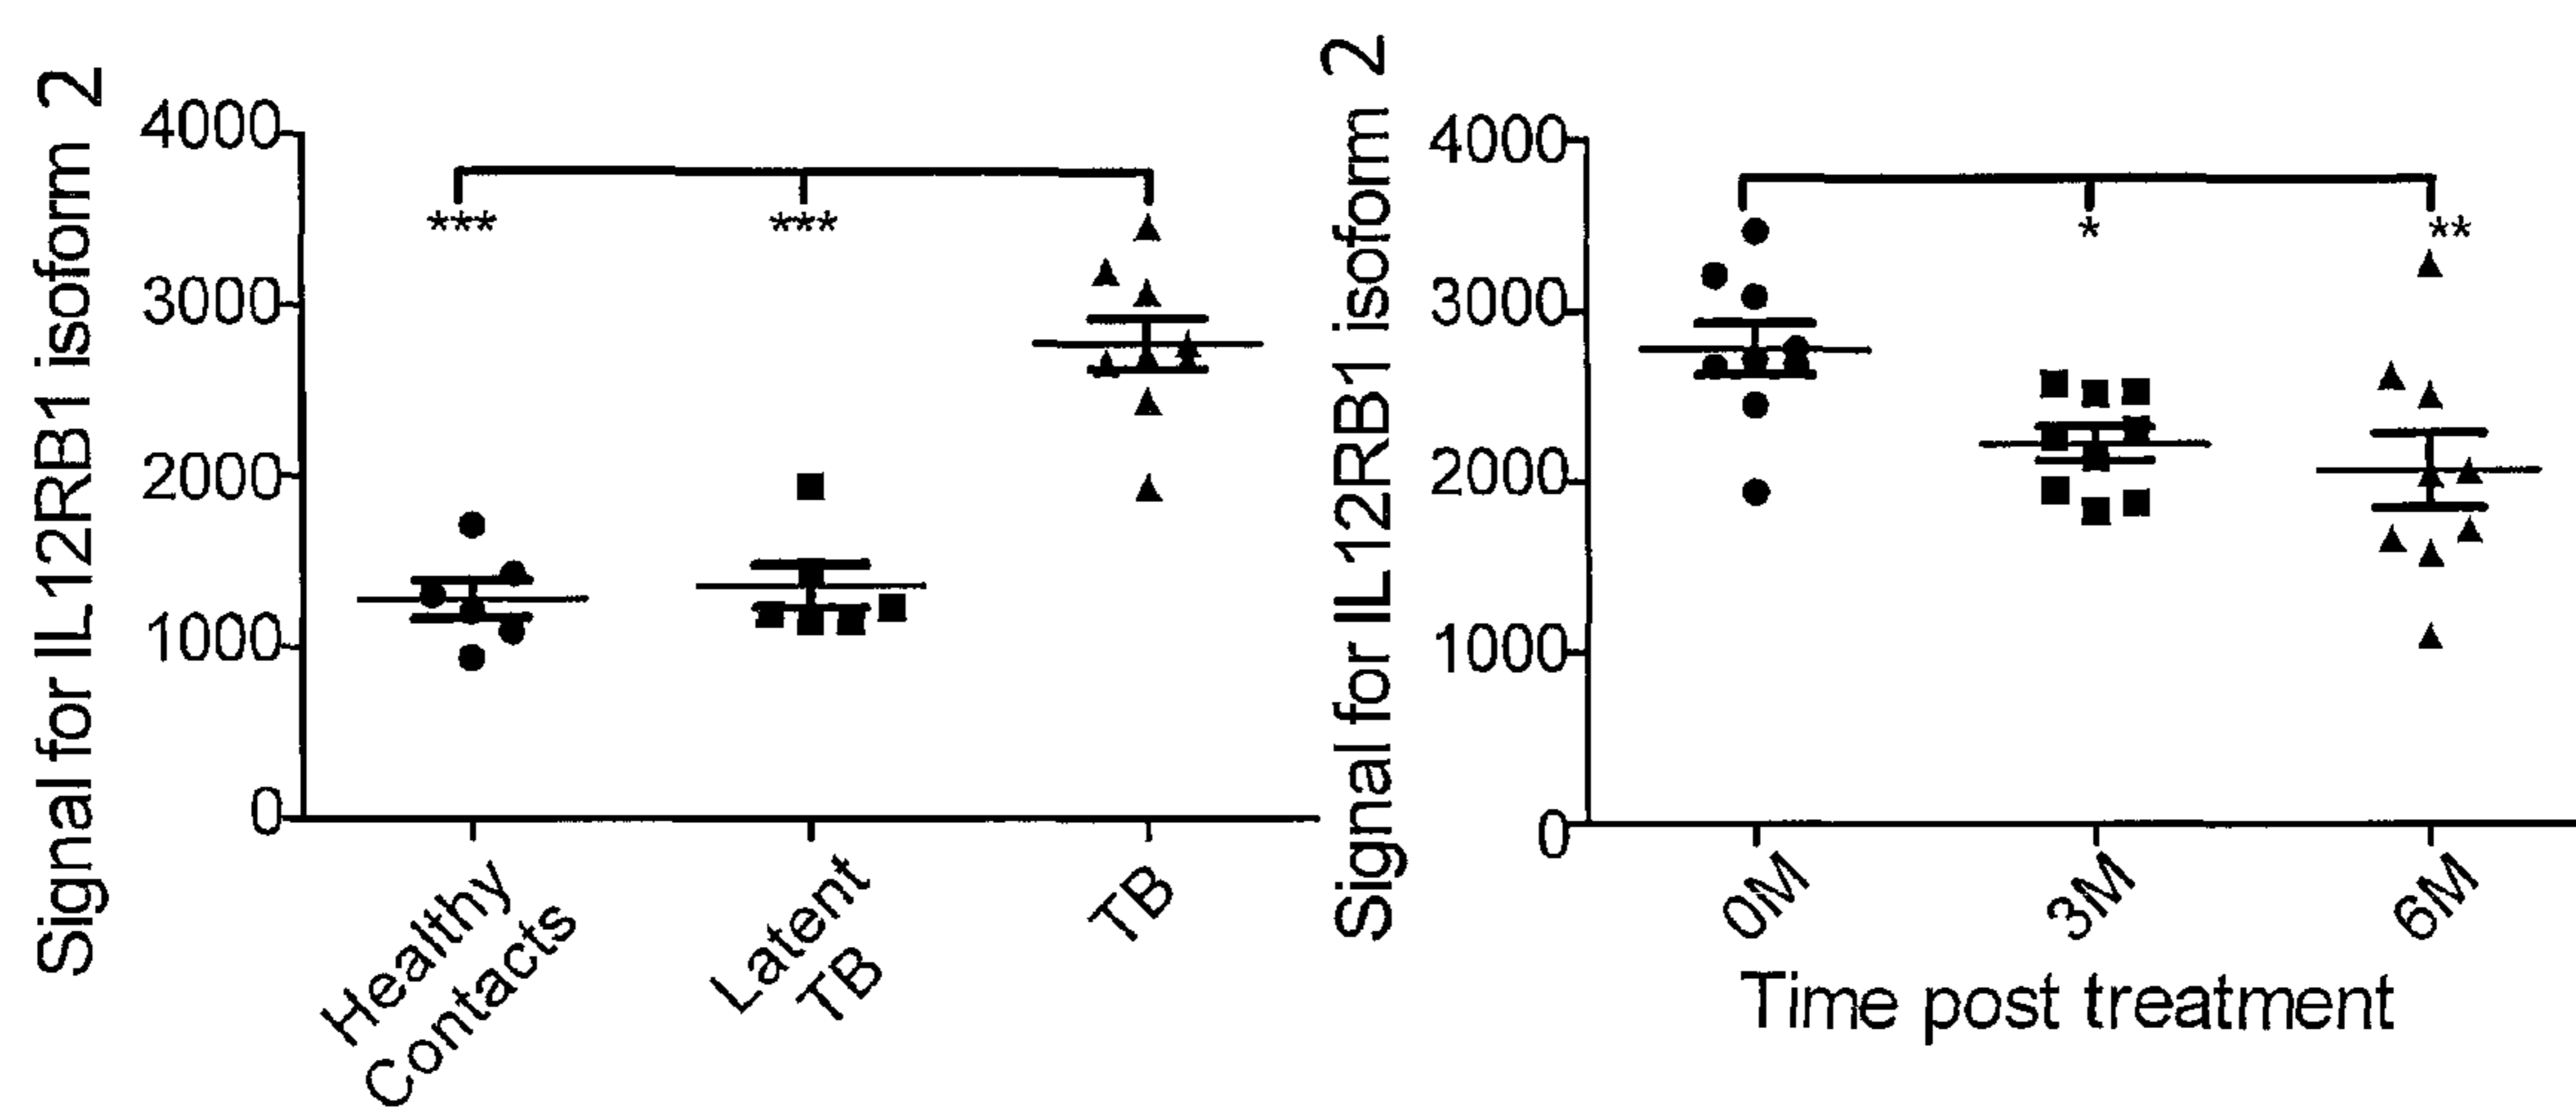 Signal for IL12RB1 isoform 2
4000
3000
2000
1000
0
***
***
Healthy
Contacts
Latent
TB
TB
Signal for IL12RB1 isoform 2
4000
3000
2000
1000
0
*
**
0M
3M
6M
Time post treatment